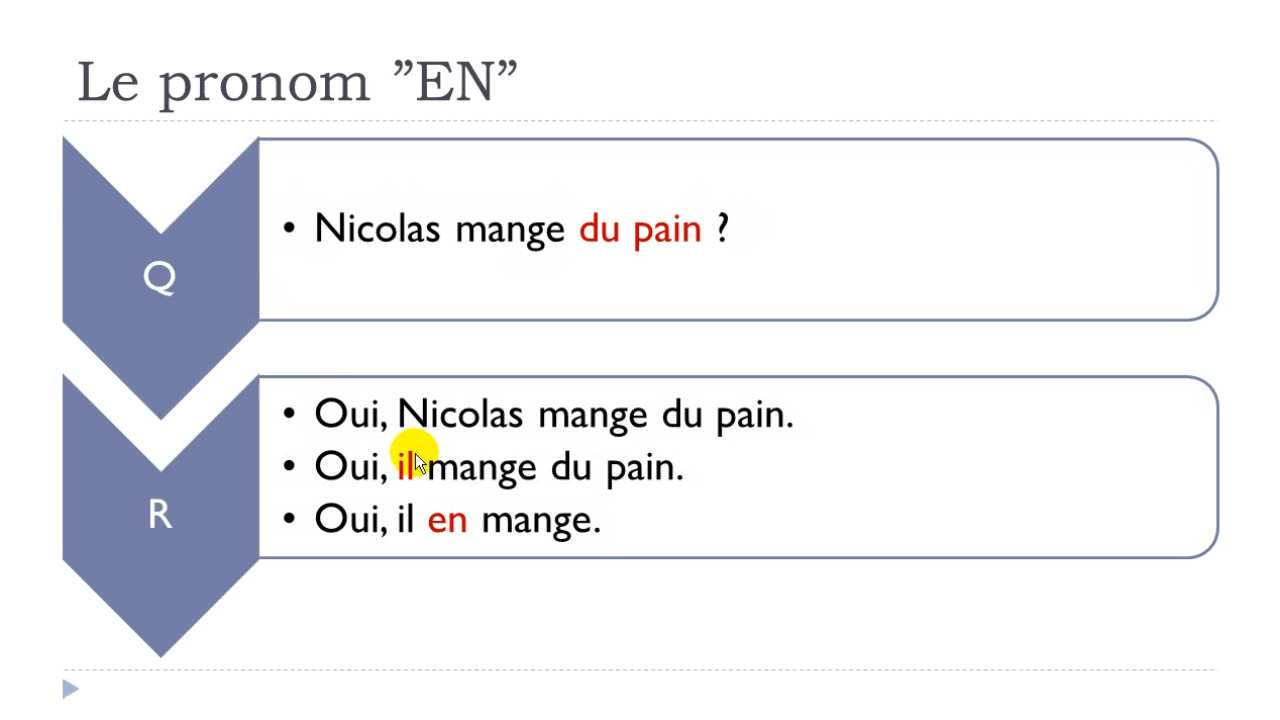 Le pronom ”EN”
Q
• Nicolas mange du pain ?
R
• Oui, Nicolas mange du pain.
• Oui, il mange du pain.
• Oui, il en mange.